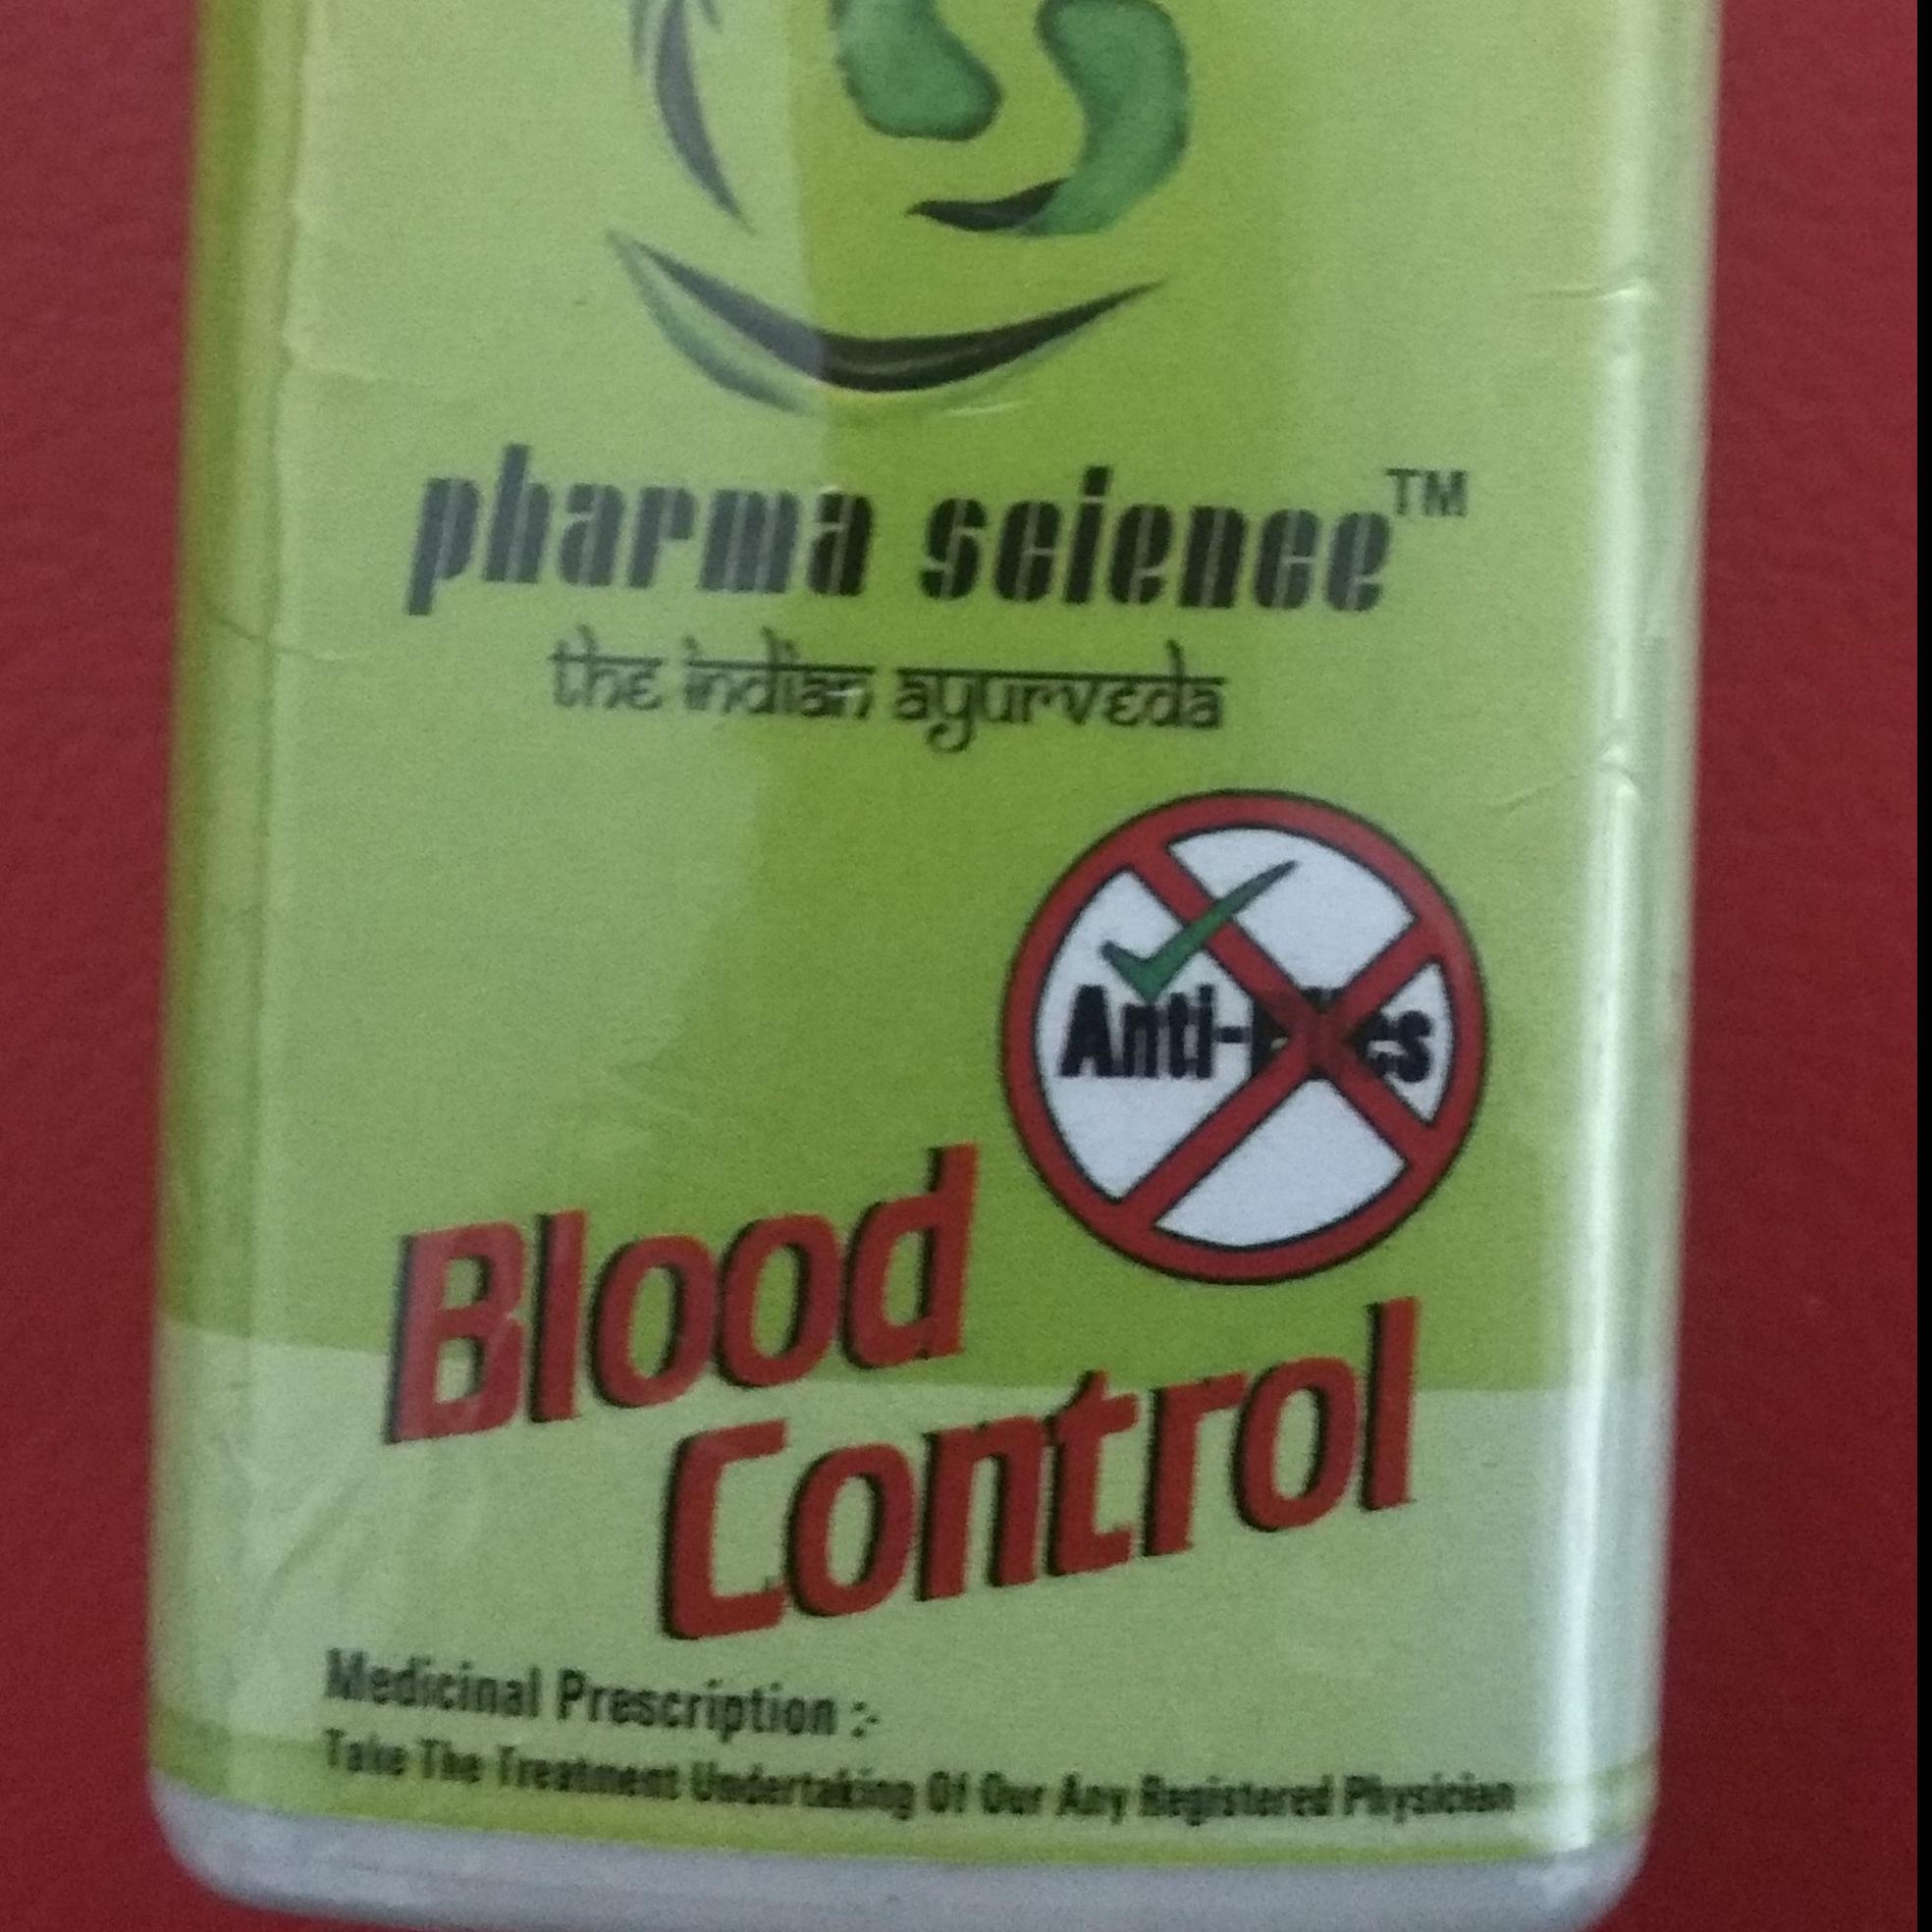 pharma science™
the indian ayurveda
Anti-
Blood
Control
Medicinal Prescription :-
Take The Treatment Undertaking Of Our Any Registered Physician